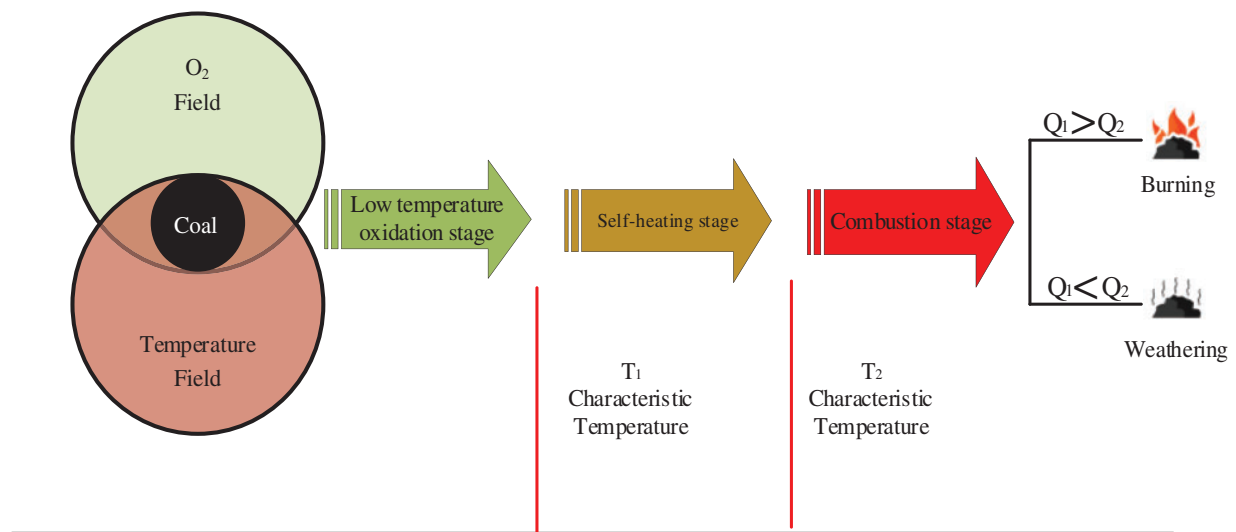 O₂
Field
Coal
Temperature
Field
Low temperature
oxidation stage
Self-heating stage
Combustion stage
T₁
Characteristic
Temperature
T₂
Characteristic
Temperature
Q₁>Q₂
Burning
Q₁<Q₂
Weathering